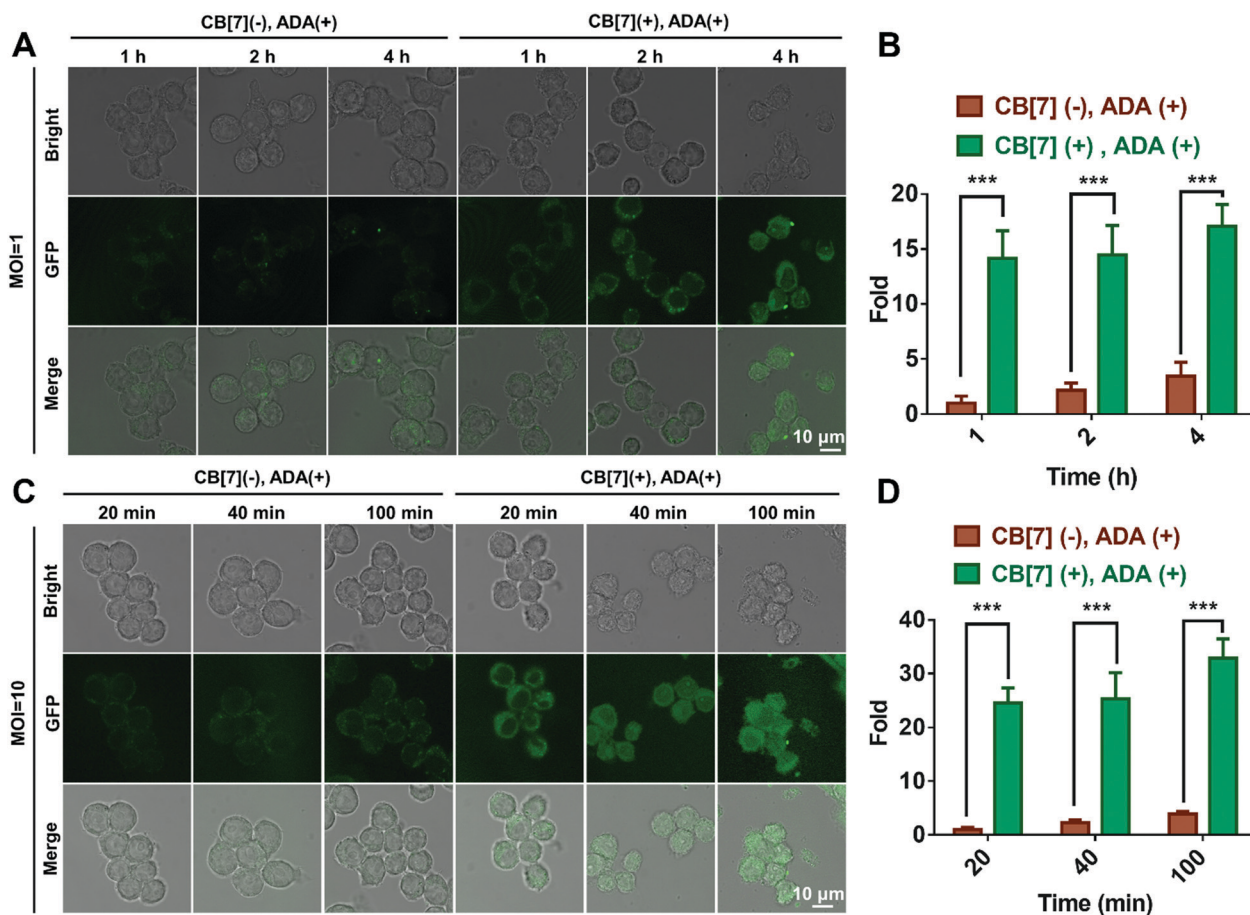 A
CB[7](-), ADA(+)
CB[7](+), ADA(+)
1 h
2 h
4 h
1 h
2 h
4 h
MOI=1
Bright
GFP
Merge
10 µm
B
CB[7] (-), ADA (+)
CB[7] (+) , ADA (+)
***
***
***
20
15
10
5
0
Fold
1
2
4
Time (h)
C
CB[7](-), ADA(+)
CB[7](+), ADA(+)
20 min
40 min
100 min
20 min
40 min
100 min
MOI=10
Bright
GFP
Merge
10 µm
D
CB[7] (-), ADA (+)
CB[7] (+), ADA (+)
***
***
***
40
30
20
10
0
Fold
20
40
100
Time (min)